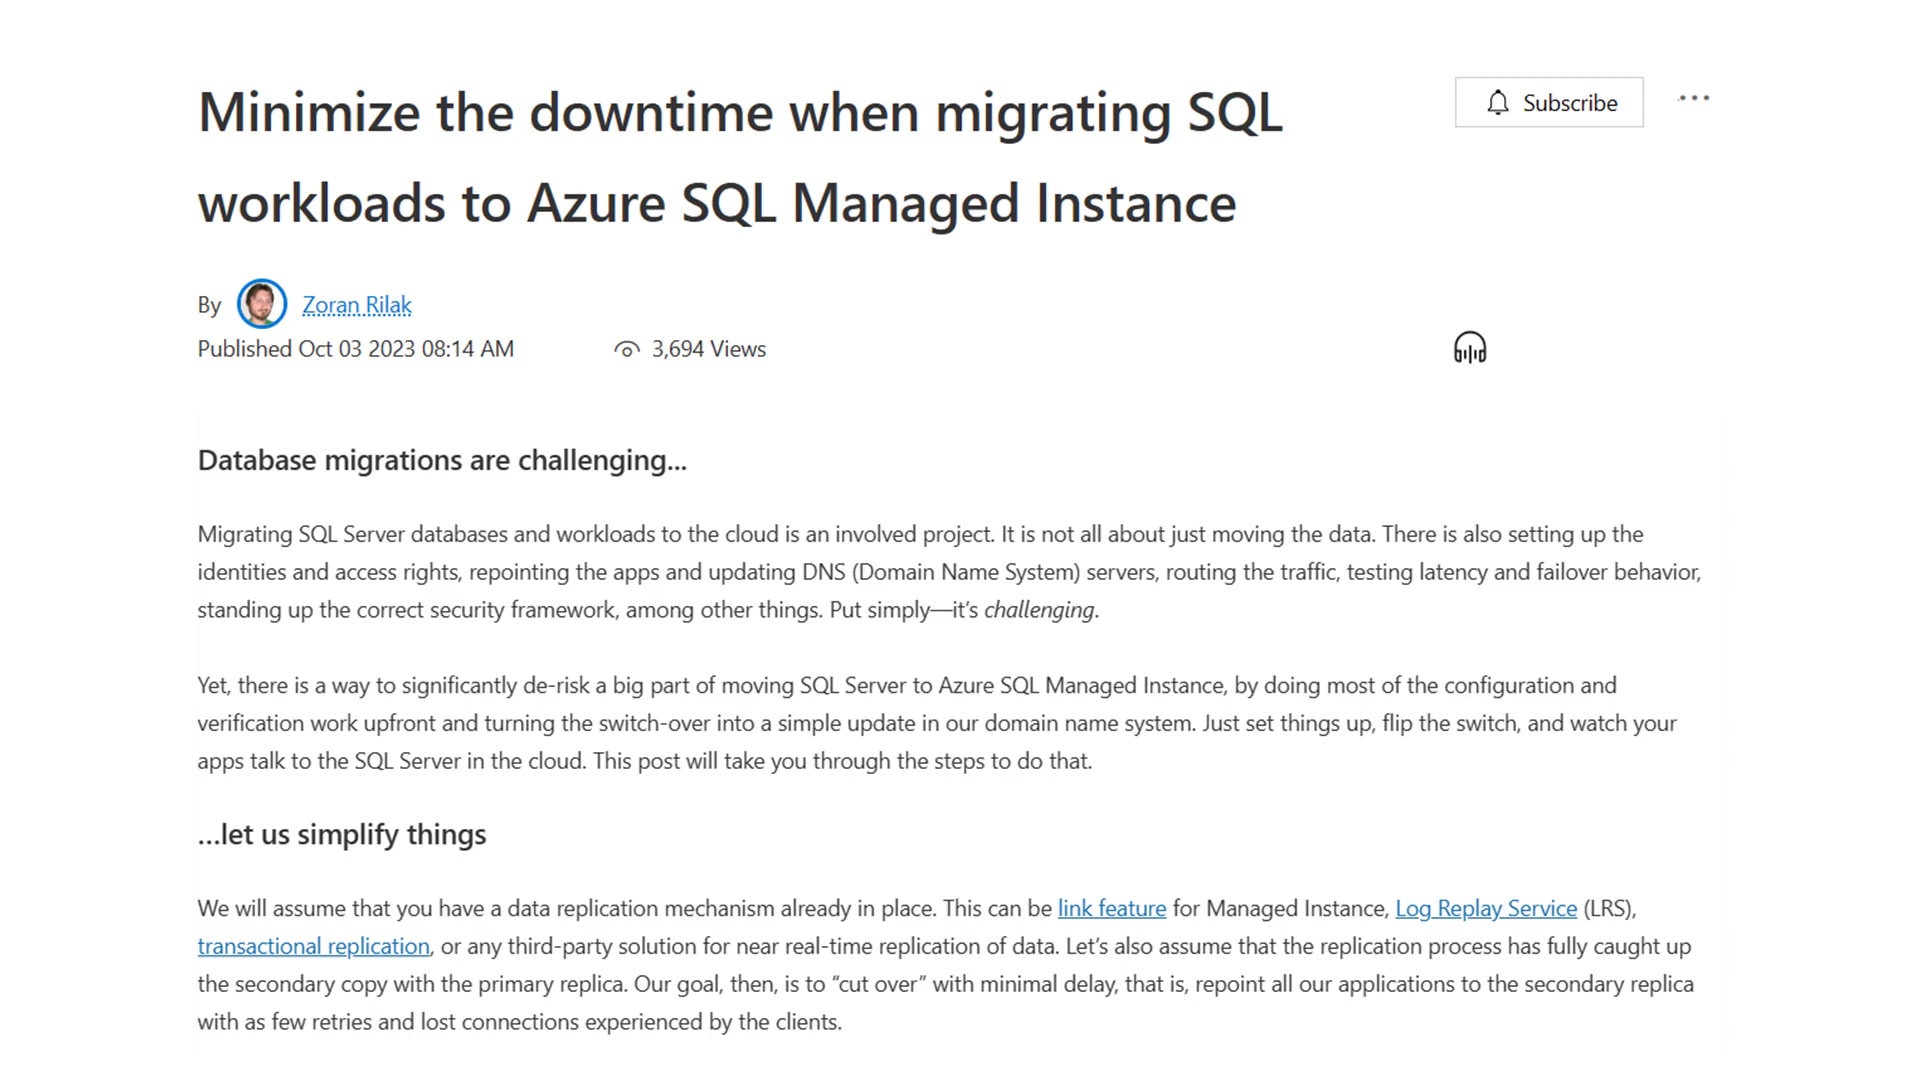 Minimize the downtime when migrating SQL
workloads to Azure SQL Managed Instance
Subscribe
By Zoran Rilak
Published Oct 03 2023 08:14 AM
3,694 Views
Database migrations are challenging...
Migrating SQL Server databases and workloads to the cloud is an involved project. It is not all about just moving the data. There is also setting up the
identities and access rights, repointing the apps and updating DNS (Domain Name System) servers, routing the traffic, testing latency and failover behavior,
standing up the correct security framework, among other things. Put simply—it’s challenging.
Yet, there is a way to significantly de-risk a big part of moving SQL Server to Azure SQL Managed Instance, by doing most of the configuration and
verification work upfront and turning the switch-over into a simple update in our domain name system. Just set things up, flip the switch, and watch your
apps talk to the SQL Server in the cloud. This post will take you through the steps to do that.
...let us simplify things
We will assume that you have a data replication mechanism already in place. This can be link feature for Managed Instance, Log Replay Service (LRS),
transactional replication, or any third-party solution for near real-time replication of data. Let’s also assume that the replication process has fully caught up
the secondary copy with the primary replica. Our goal, then, is to “cut over” with minimal delay, that is, repoint all our applications to the secondary replica
with as few retries and lost connections experienced by the clients.